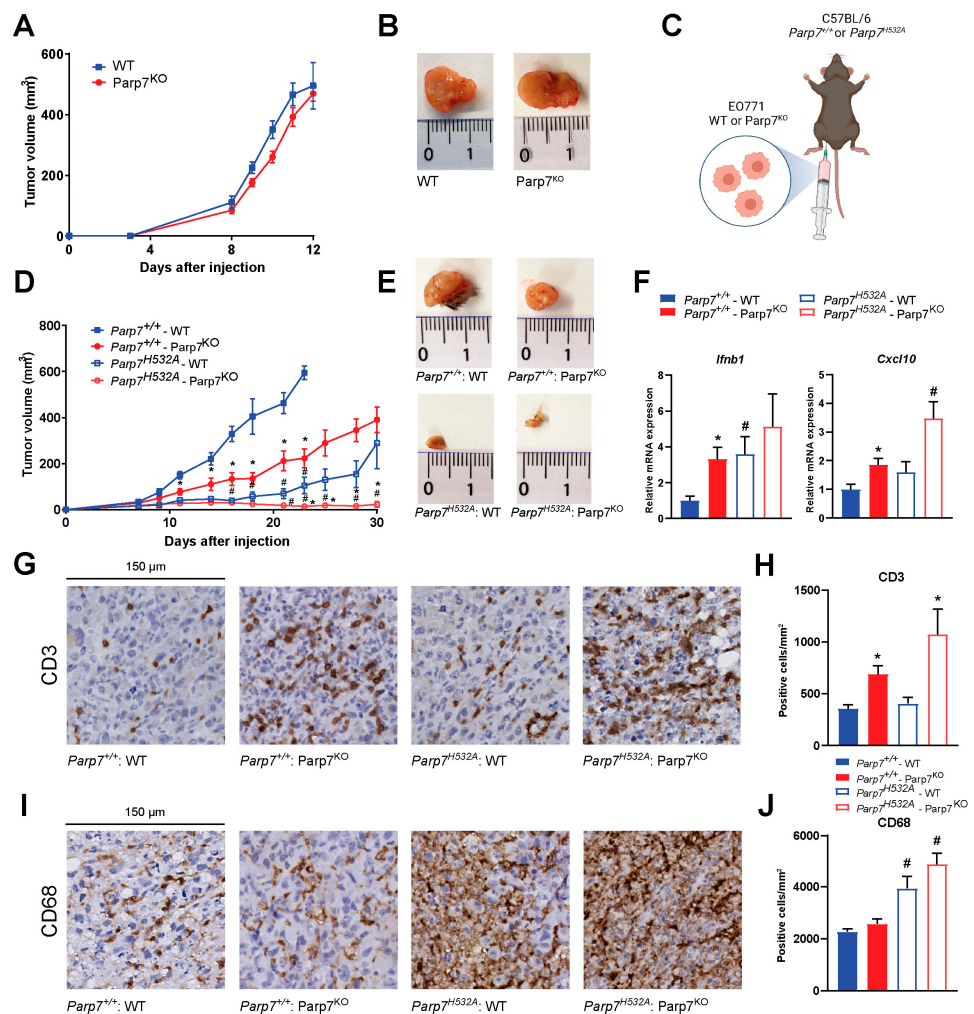 A
Tumor volume (mm³)
600
400
200
0
0
4
8
12
Days after injection
WT
Parp7ᴷᴼ
B
0
1
0
1
WT
Parp7ᴷᴼ
C
C57BL/6
Parp7⁺/⁺ or Parp7ᴴ⁵³²ᴬ
EO771
WT or Parp7ᴷᴼ
D
Tumor volume (mm³)
800
600
400
200
0
0
10
20
30
Days after injection
Parp7⁺/⁺ - WT
Parp7⁺/⁺ - Parp7ᴷᴼ
Parp7ᴴ⁵³²ᴬ - WT
Parp7ᴴ⁵³²ᴬ - Parp7ᴷᴼ
E
0
1
0
1
Parp7⁺/⁺: WT
Parp7⁺/⁺: Parp7ᴷᴼ
0
1
0
1
Parp7ᴴ⁵³²ᴬ: WT
Parp7ᴴ⁵³²ᴬ: Parp7ᴷᴼ
F
Parp7⁺/⁺ - WT
Parp7⁺/⁺ - Parp7ᴷᴼ
Parp7ᴴ⁵³²ᴬ - WT
Parp7ᴴ⁵³²ᴬ - Parp7ᴷᴼ
Ifnb1
Relative mRNA expression
8
6
4
2
0
*
#
Cxcl10
Relative mRNA expression
5
4
3
2
1
0
*
#
G
150 µm
CD3
Parp7⁺/⁺: WT
Parp7⁺/⁺: Parp7ᴷᴼ
Parp7ᴴ⁵³²ᴬ: WT
Parp7ᴴ⁵³²ᴬ: Parp7ᴷᴼ
H
CD3
Positive cells/mm²
1500
1000
500
0
*
*
Parp7⁺/⁺ - WT
Parp7⁺/⁺ - Parp7ᴷᴼ
Parp7ᴴ⁵³²ᴬ - WT
Parp7ᴴ⁵³²ᴬ - Parp7ᴷᴼ
I
150 µm
CD68
Parp7⁺/⁺: WT
Parp7⁺/⁺: Parp7ᴷᴼ
Parp7ᴴ⁵³²ᴬ: WT
Parp7ᴴ⁵³²ᴬ: Parp7ᴷᴼ
J
CD68
Positive cells/mm²
6000
4000
2000
0
#
#